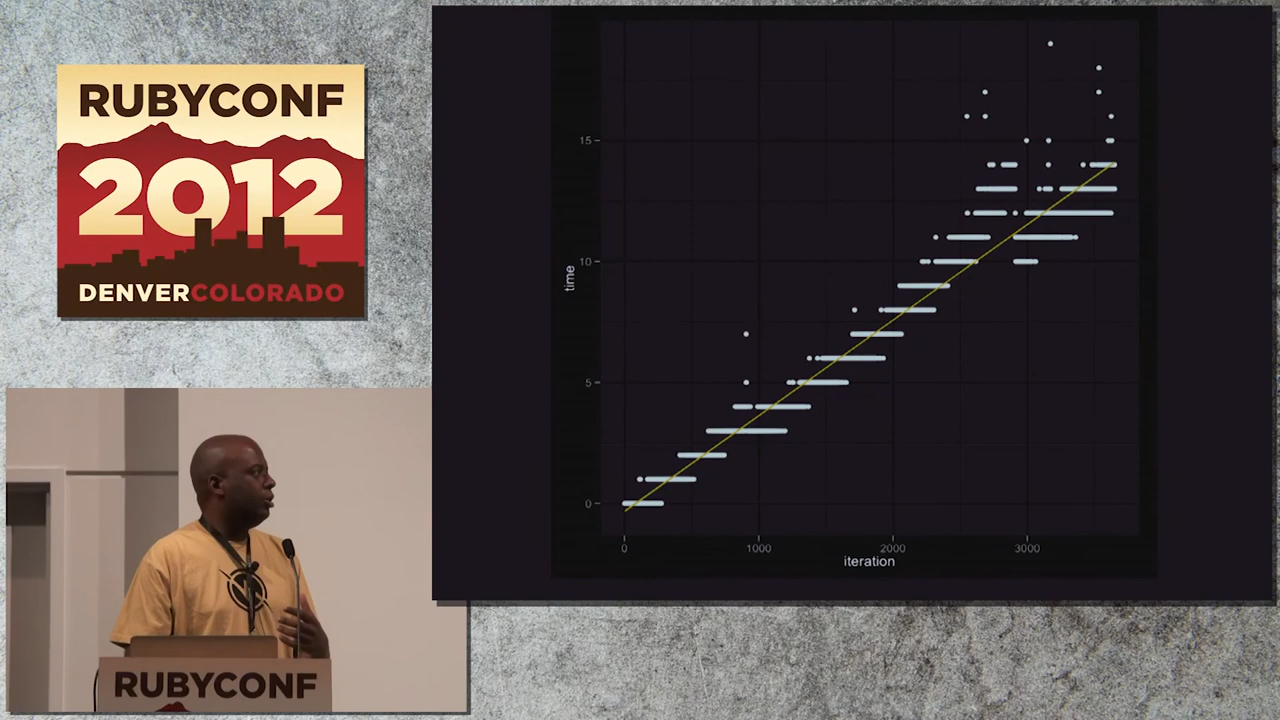 RUBYCONF
2012
DENVERCOLORADO
15
10
5
0
time
0 1000 2000 3000
iteration
RUBYCONF